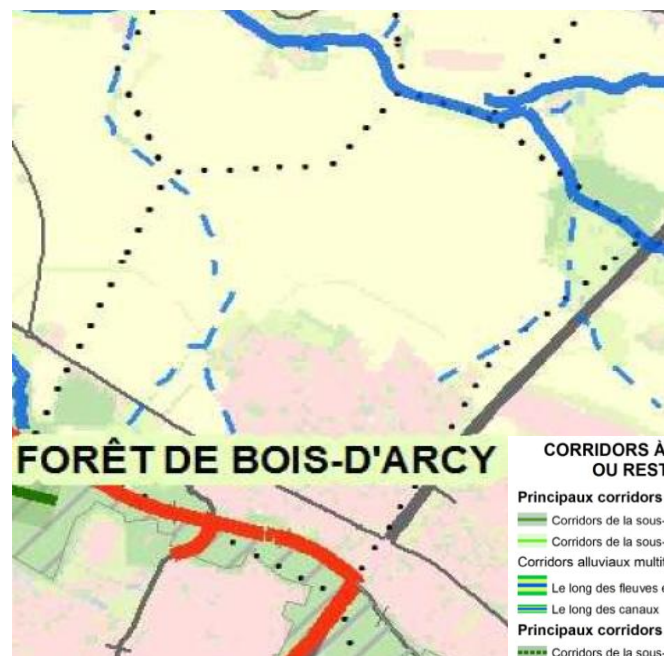 FORÊT DE BOIS-D'ARCY
CORRIDORS À
OU REST
Principaux corridors
Corridors de la sous-
Corridors de la sous-
Corridors alluviaux multi
Le long des fleuves e
Le long des canaux
Principaux corridors
Corridors de la sous-